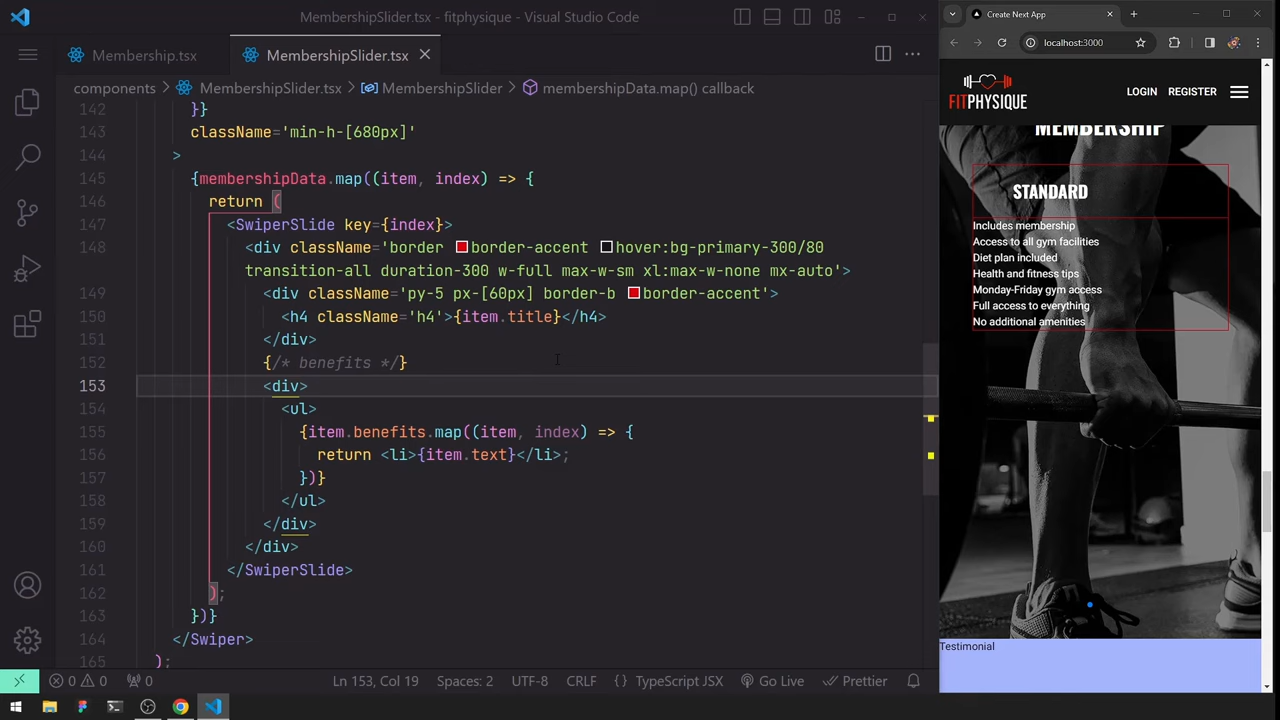 MembershipSlider.tsx - fitphysique - Visual Studio Code
Membership.tsx
MembershipSlider.tsx
components > MembershipSlider.tsx > MembershipSlider > membershipData.map() callback
142 }}
143 className='min-h-[680px]'
144 >
145 {membershipData.map((item, index) => {
146 return (
147 <SwiperSlide key={index}>
148 <div className='border border-accent hover:bg-primary-300/80
transition-all duration-300 w-full max-w-sm xl:max-w-none mx-auto'>
149 <div className='py-5 px-[60px] border-b border-accent'>
150 <h4 className='h4'>{item.title}</h4>
151 </div>
152 {/* benefits */}
153 <div>
154 <ul>
155 {item.benefits.map((item, index) => {
156 return <li>{item.text}</li>;
157 })}
158 </ul>
159 </div>
160 </div>
161 </SwiperSlide>
162 );
163 })}
164 </Swiper>
165 );
0 0 0
Ln 153, Col 19
Spaces: 2
UTF-8
CRLF
{} TypeScript JSX
Go Live
Prettier
Create Next App
localhost:3000
FITPHYSIQUE
LOGIN
REGISTER
MEMBERSHIP
STANDARD
Includes membership
Access to all gym facilities
Diet plan included
Health and fitness tips
Monday-Friday gym access
Full access to everything
No additional amenities
Testimonial